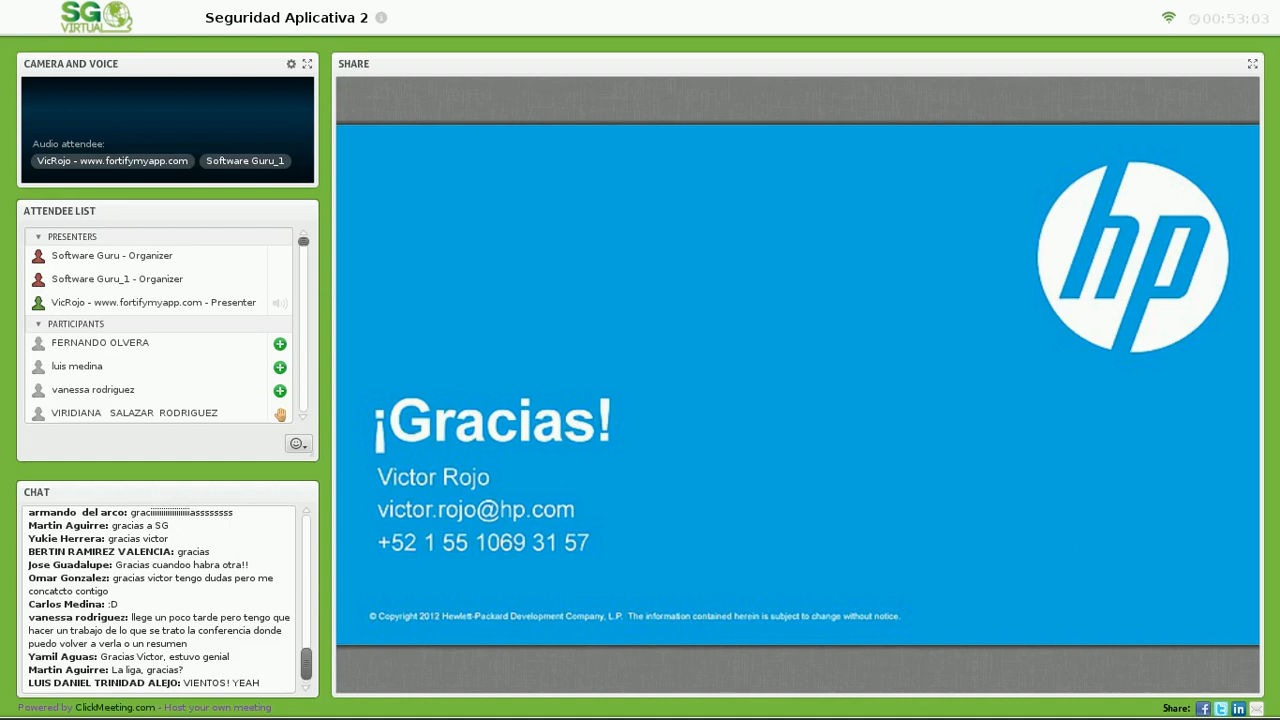 SG
VIRTUAL
Seguridad Aplicativa 2
00:53:03
CAMERA AND VOICE
Audio attendee:
VicRojo - www.fortifymyapp.com
Software Guru_1
ATTENDEE LIST
PRESENTERS
Software Guru - Organizer
Software Guru_1 - Organizer
VicRojo - www.fortifymyapp.com - Presenter
PARTICIPANTS
FERNANDO OLVERA
luis medina
vanessa rodriguez
VIRIDIANA SALAZAR RODRIGUEZ
CHAT
armando del arco: graciiiiiiiiiiiiiiiiiiiasssssss
Martin Aguirre: gracias a SG
Yukie Herrera: gracias victor
BERTIN RAMIREZ VALENCIA: gracias
Jose Guadalupe: Gracias cuandoo habra otra!!
Omar Gonzalez: gracias victor tengo dudas pero me
concatcto contigo
Carlos Medina: :D
vanessa rodriguez: llege un poco tarde pero tengo que
hacer un trabajo de lo que se trato la conferencia donde
puedo volver a verla o un resumen
Yamil Aguas: Gracias Victor, estuvo genial
Martin Aguirre: La liga, gracias?
LUIS DANIEL TRINIDAD ALEJO: VIENTOS! YEAH
SHARE
hp
¡Gracias!
Victor Rojo
victor.rojo@hp.com
+52 1 55 1069 31 57
© Copyright 2012 Hewlett-Packard Development Company, L.P. The information contained herein is subject to change without notice.
Powered by ClickMeeting.com - Host your own meeting
Share: